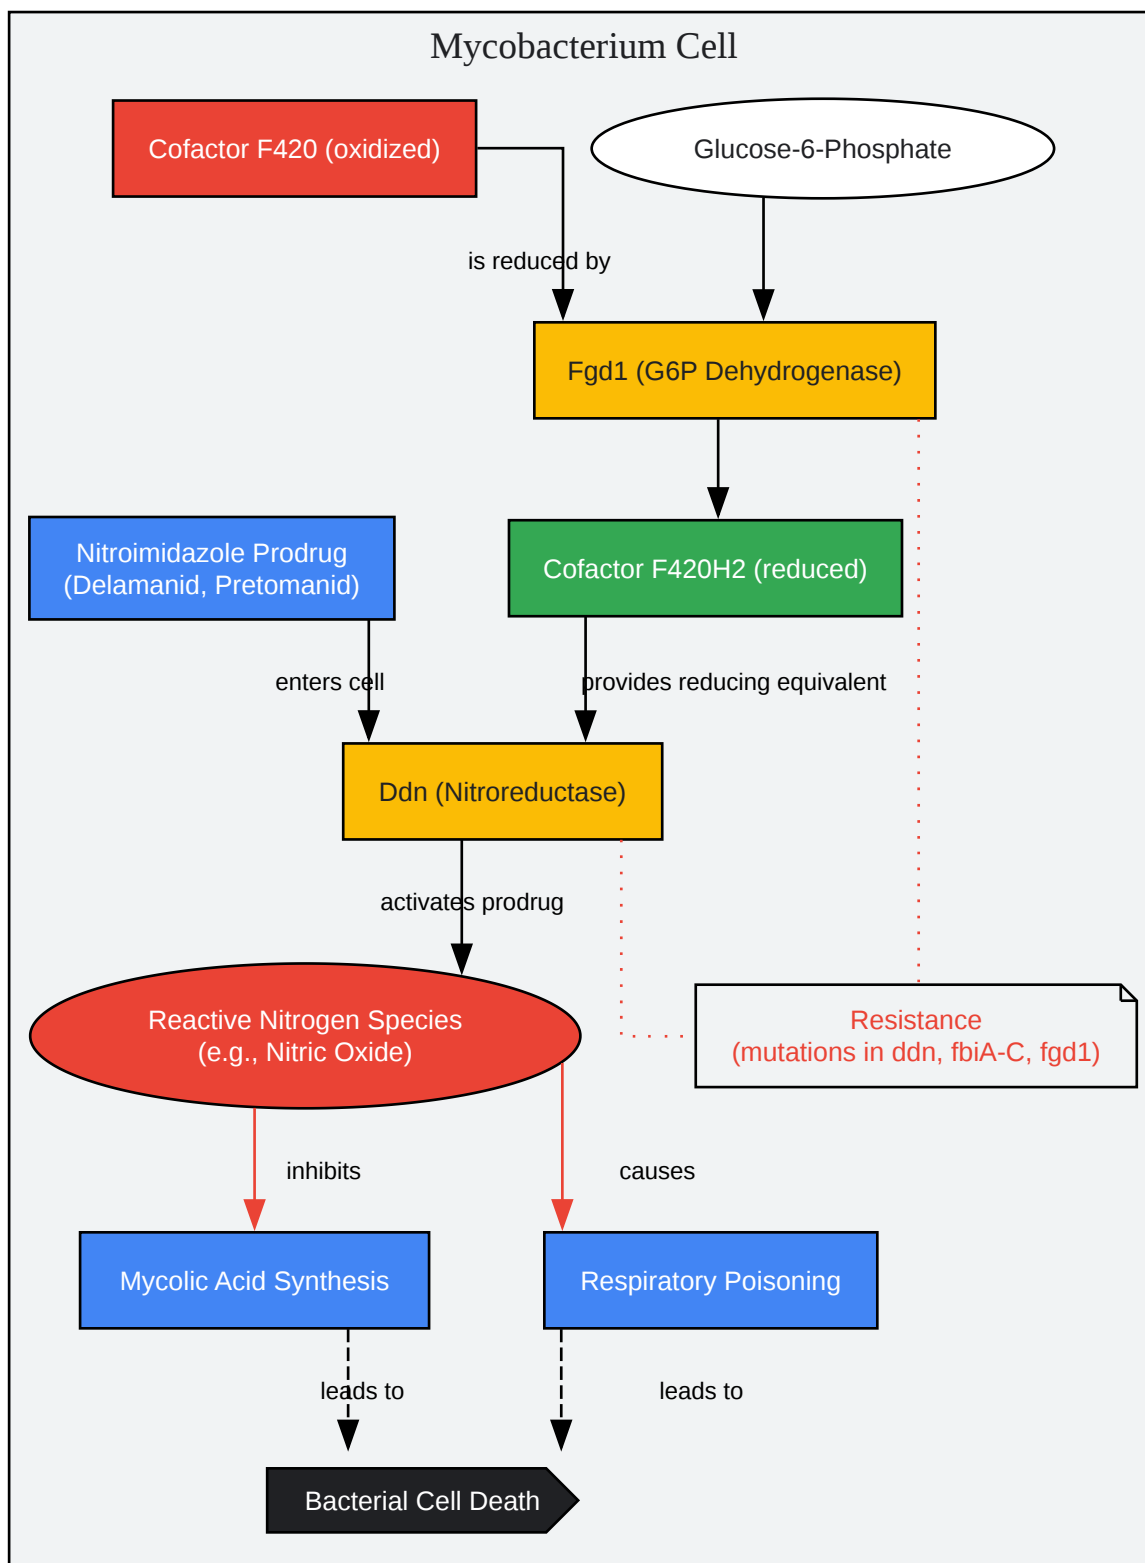 Mycobacterium Cell
Cofactor F420 (oxidized)
Glucose-6-Phosphate
is reduced by
Fgd1 (G6P Dehydrogenase)
Nitroimidazole Prodrug
(Delamanid, Pretomanid)
Cofactor F420H2 (reduced)
enters cell
provides reducing equivalent
Ddn (Nitroreductase)
activates prodrug
Reactive Nitrogen Species
(e.g., Nitric Oxide)
Resistance
(mutations in ddn, fbiA-C, fgd1)
inhibits
causes
Mycolic Acid Synthesis
Respiratory Poisoning
leads to
leads to
Bacterial Cell Death